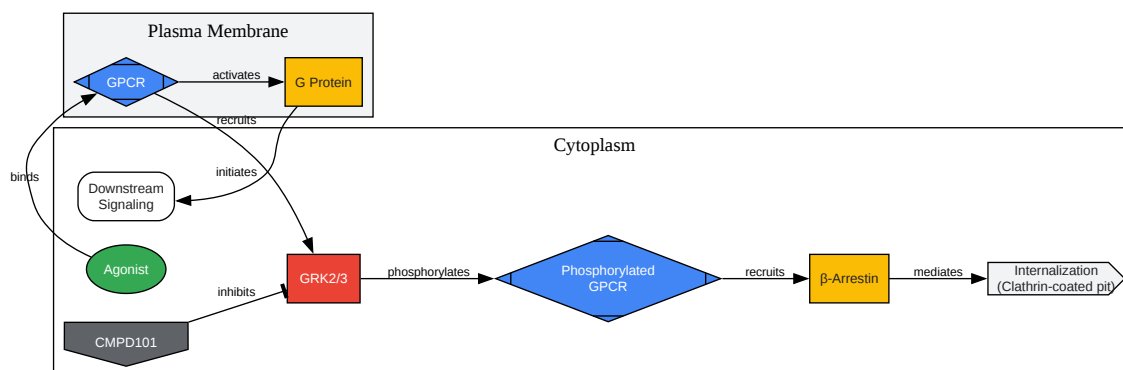 Plasma Membrane
GPCR
activates
G Protein
recruits
Cytoplasm
binds
initiates
Downstream
Signaling
Agonist
GRK2/3
phosphorylates
Phosphorylated
GPCR
recruits
β-Arrestin
mediates
Internalization
(Clathrin-coated pit)
inhibits
CMPD101